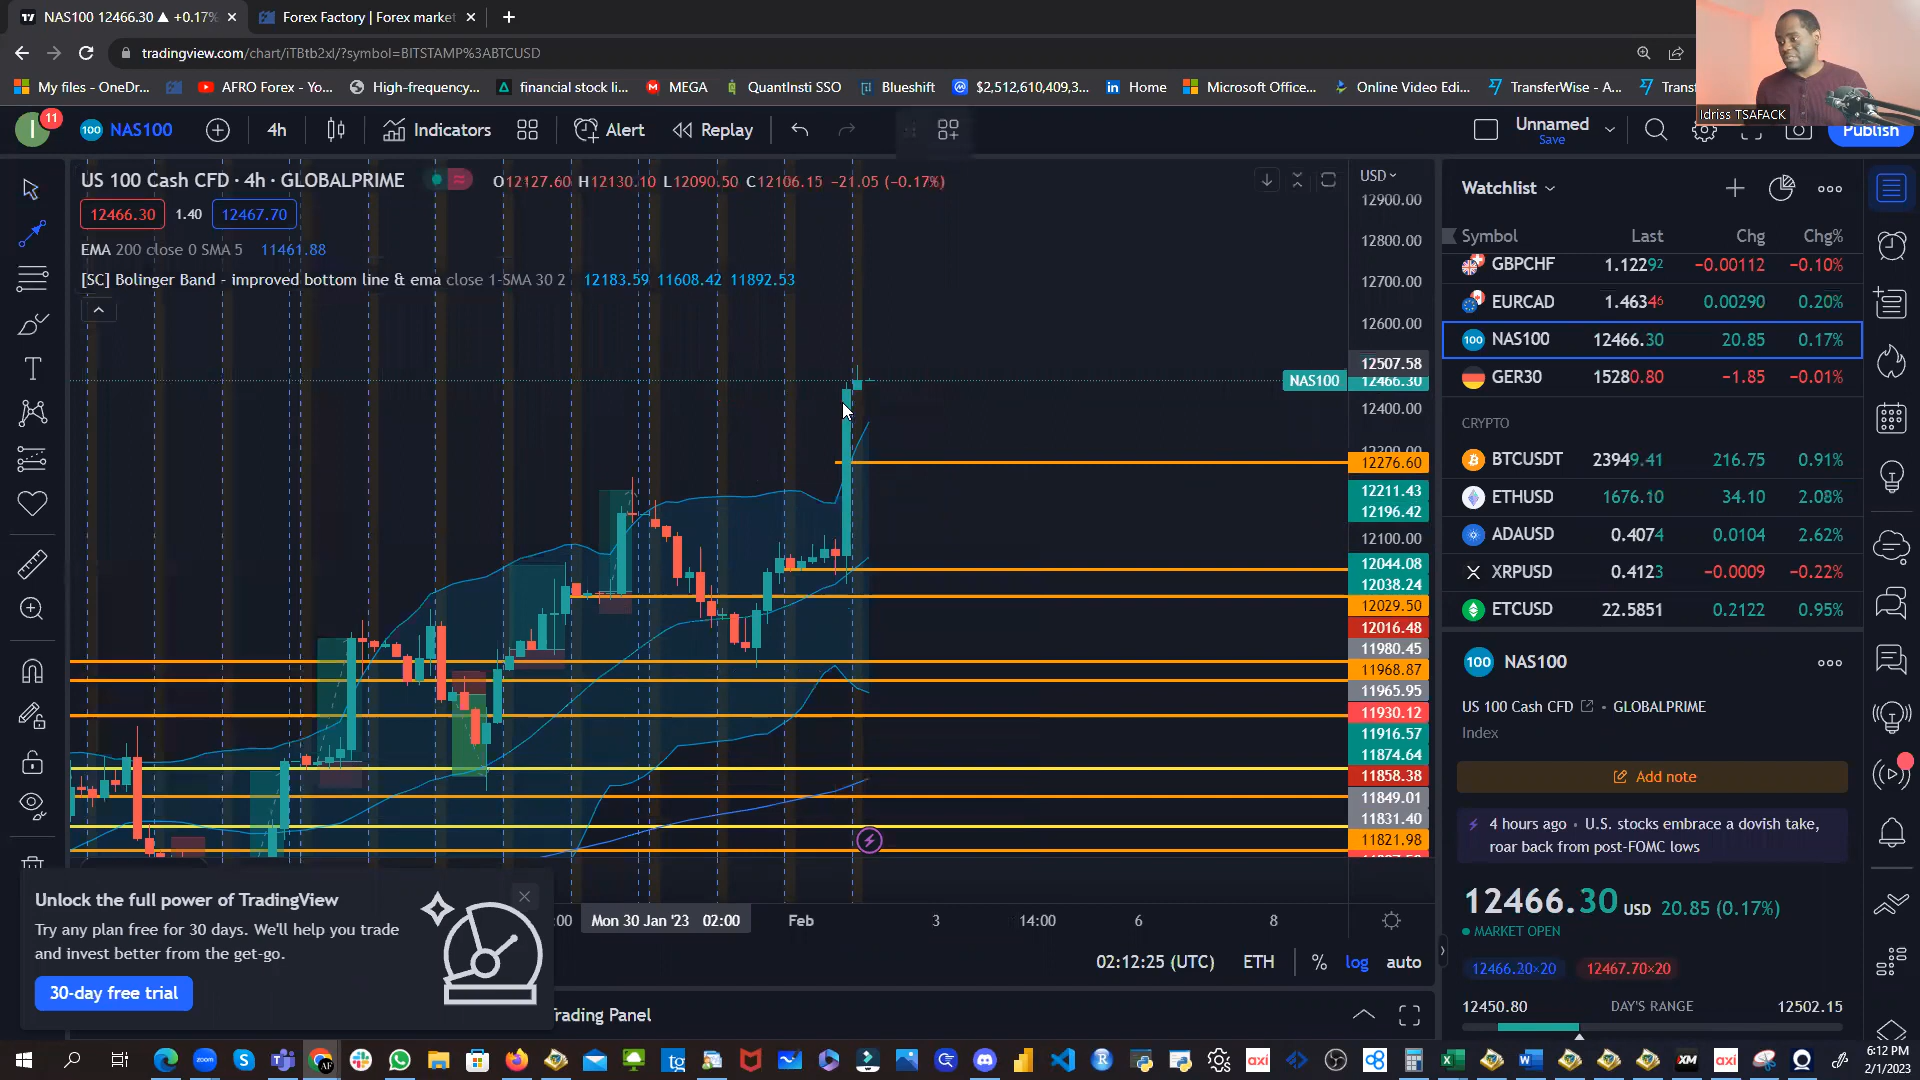 NAS100 12466.30 ▲ +0.17%
Forex Factory | Forex market
tradingview.com/chart/iTBtb2xl/?symbol=BITSTAMP%3ABTCUSD
My files - OneDr...
AFRO Forex - Yo...
High-frequency...
financial stock li...
MEGA
QuantInsti SSO
Blueshift
$2,512,610,409,3...
Home
Microsoft Office...
Online Video Edi...
TransferWise - A...
Idriss TSAFACK
I
11
100 NAS100
4h
Indicators
Alert
Replay
Unnamed
Save
Publish
US 100 Cash CFD · 4h · GLOBALPRIME
O12127.60 H12130.10 L12090.50 C12106.15 −21.05 (−0.17%)
12466.30 1.40 12467.70
EMA 200 close 0 SMA 5 11461.88
[SC] Bolinger Band - improved bottom line & ema close 1-SMA 30 2 12183.59 11608.42 11892.53
USD
12900.00
12800.00
12700.00
12600.00
12507.58
NAS100 12466.30
12400.00
12276.60
12211.43
12196.42
12100.00
12044.08
12038.24
12029.50
12016.48
11980.45
11968.87
11965.95
11930.12
11916.57
11874.64
11858.38
11849.01
11831.40
11821.98
:00 Mon 30 Jan '23 02:00 Feb 3 14:00 6 8
02:12:25 (UTC) ETH % log auto
Trading Panel
Unlock the full power of TradingView
Try any plan free for 30 days. We'll help you trade
and invest better from the get-go.
30-day free trial
Watchlist
Symbol Last Chg Chg%
GBPCHF 1.12292 −0.00112 −0.10%
EURCAD 1.46346 0.00290 0.20%
100 NAS100 12466.30 20.85 0.17%
GER30 15280.80 −1.85 −0.01%
CRYPTO
BTCUSDT 23949.41 216.75 0.91%
ETHUSD 1676.10 34.10 2.08%
ADAUSD 0.4074 0.0104 2.62%
XRPUSD 0.4123 −0.0009 −0.22%
ETCUSD 22.5851 0.2122 0.95%
100 NAS100
US 100 Cash CFD • GLOBALPRIME
Index
Add note
4 hours ago • U.S. stocks embrace a dovish take,
roar back from post-FOMC lows
12466.30 USD 20.85 (0.17%)
MARKET OPEN
12466.20×20 12467.70×20
12450.80 DAY'S RANGE 12502.15
6:12 PM
2/1/2023